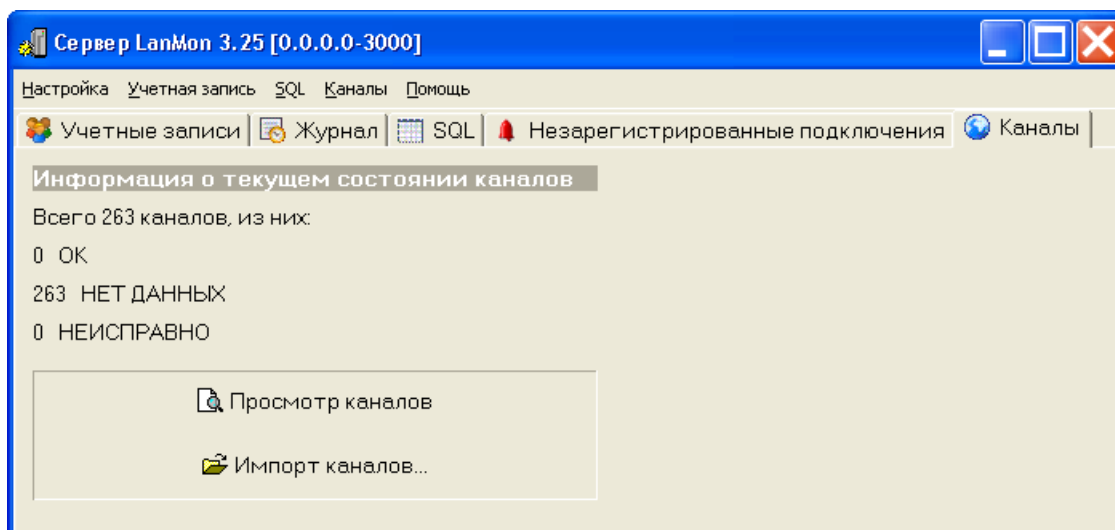 Сервер LanMon 3.25 [0.0.0.0-3000]
Настройка Учетная запись SQL Каналы Помощь
Учетные записи Журнал SQL Незарегистрированные подключения Каналы
Информация о текущем состоянии каналов
Всего 263 каналов, из них:
0 OK
263 НЕТ ДАННЫХ
0 НЕИСПРАВНО
Просмотр каналов
Импорт каналов...